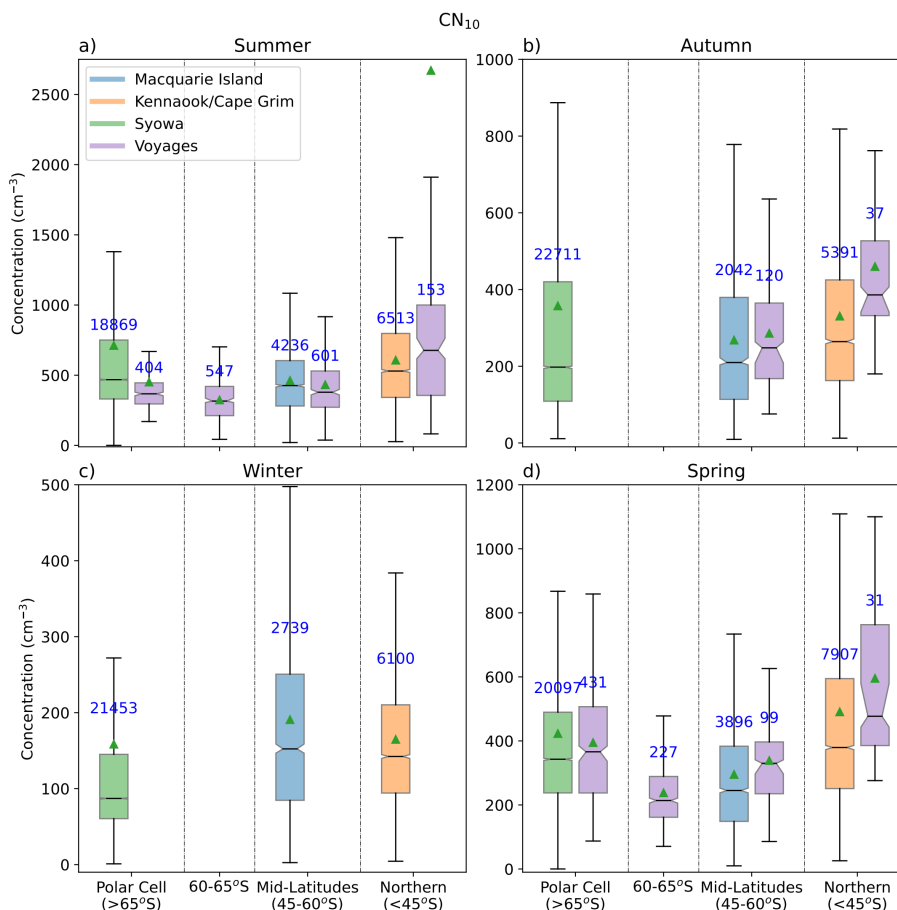 CN₁₀
a) Summer
b) Autumn
Macquarie Island
Kennaook/Cape Grim
Syowa
Voyages
Concentration (cm⁻³)
2500
2000
1500
1000
500
0
18869
404
547
4236
601
6513
153
1000
800
600
400
200
0
22711
2042
120
5391
37
c) Winter
d) Spring
Concentration (cm⁻³)
500
400
300
200
100
0
21453
2739
6100
1200
1000
800
600
400
200
0
20097
431
227
3896
99
7907
31
Polar Cell
(>65°S)
60-65°S
Mid-Latitudes
(45-60°S)
Northern
(<45°S)
Polar Cell
(>65°S)
60-65°S
Mid-Latitudes
(45-60°S)
Northern
(<45°S)